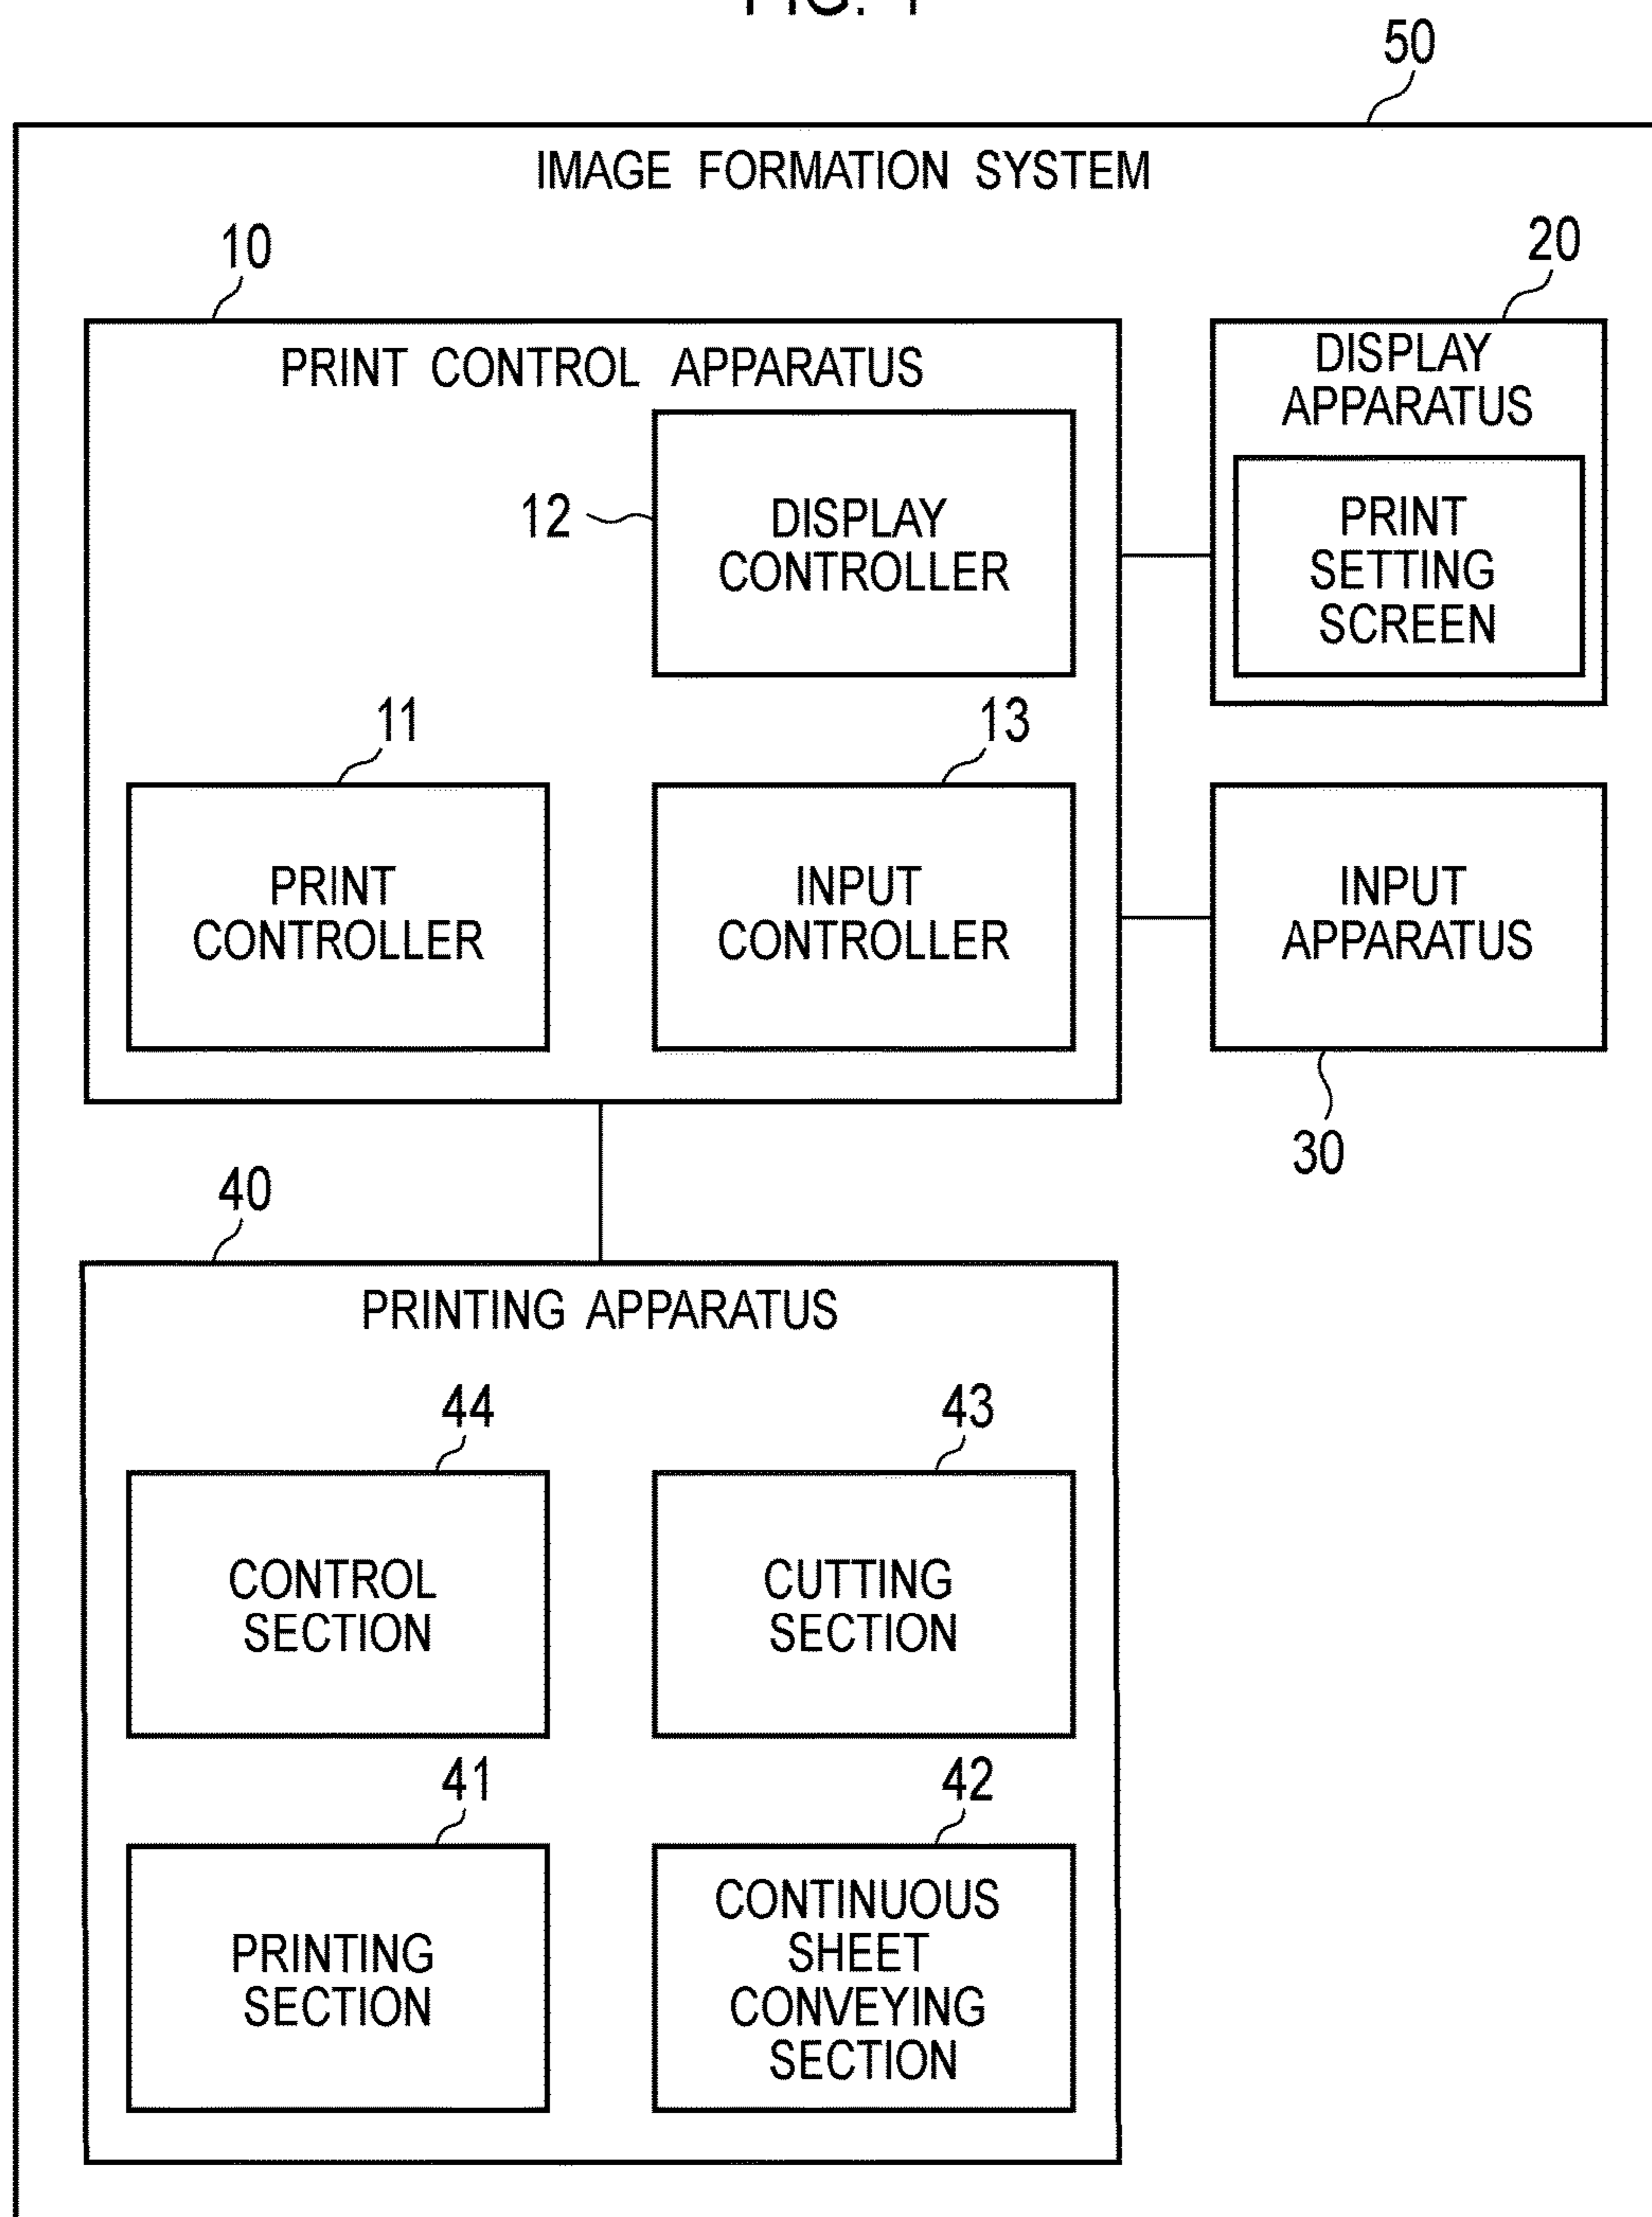 50
IMAGE FORMATION SYSTEM
10
20
PRINT CONTROL APPARATUS
DISPLAY
APPARATUS
12
DISPLAY
CONTROLLER
PRINT
SETTING
SCREEN
11
13
PRINT
CONTROLLER
INPUT
CONTROLLER
INPUT
APPARATUS
30
40
PRINTING APPARATUS
44
43
CONTROL
SECTION
CUTTING
SECTION
41
42
PRINTING
SECTION
CONTINUOUS
SHEET
CONVEYING
SECTION